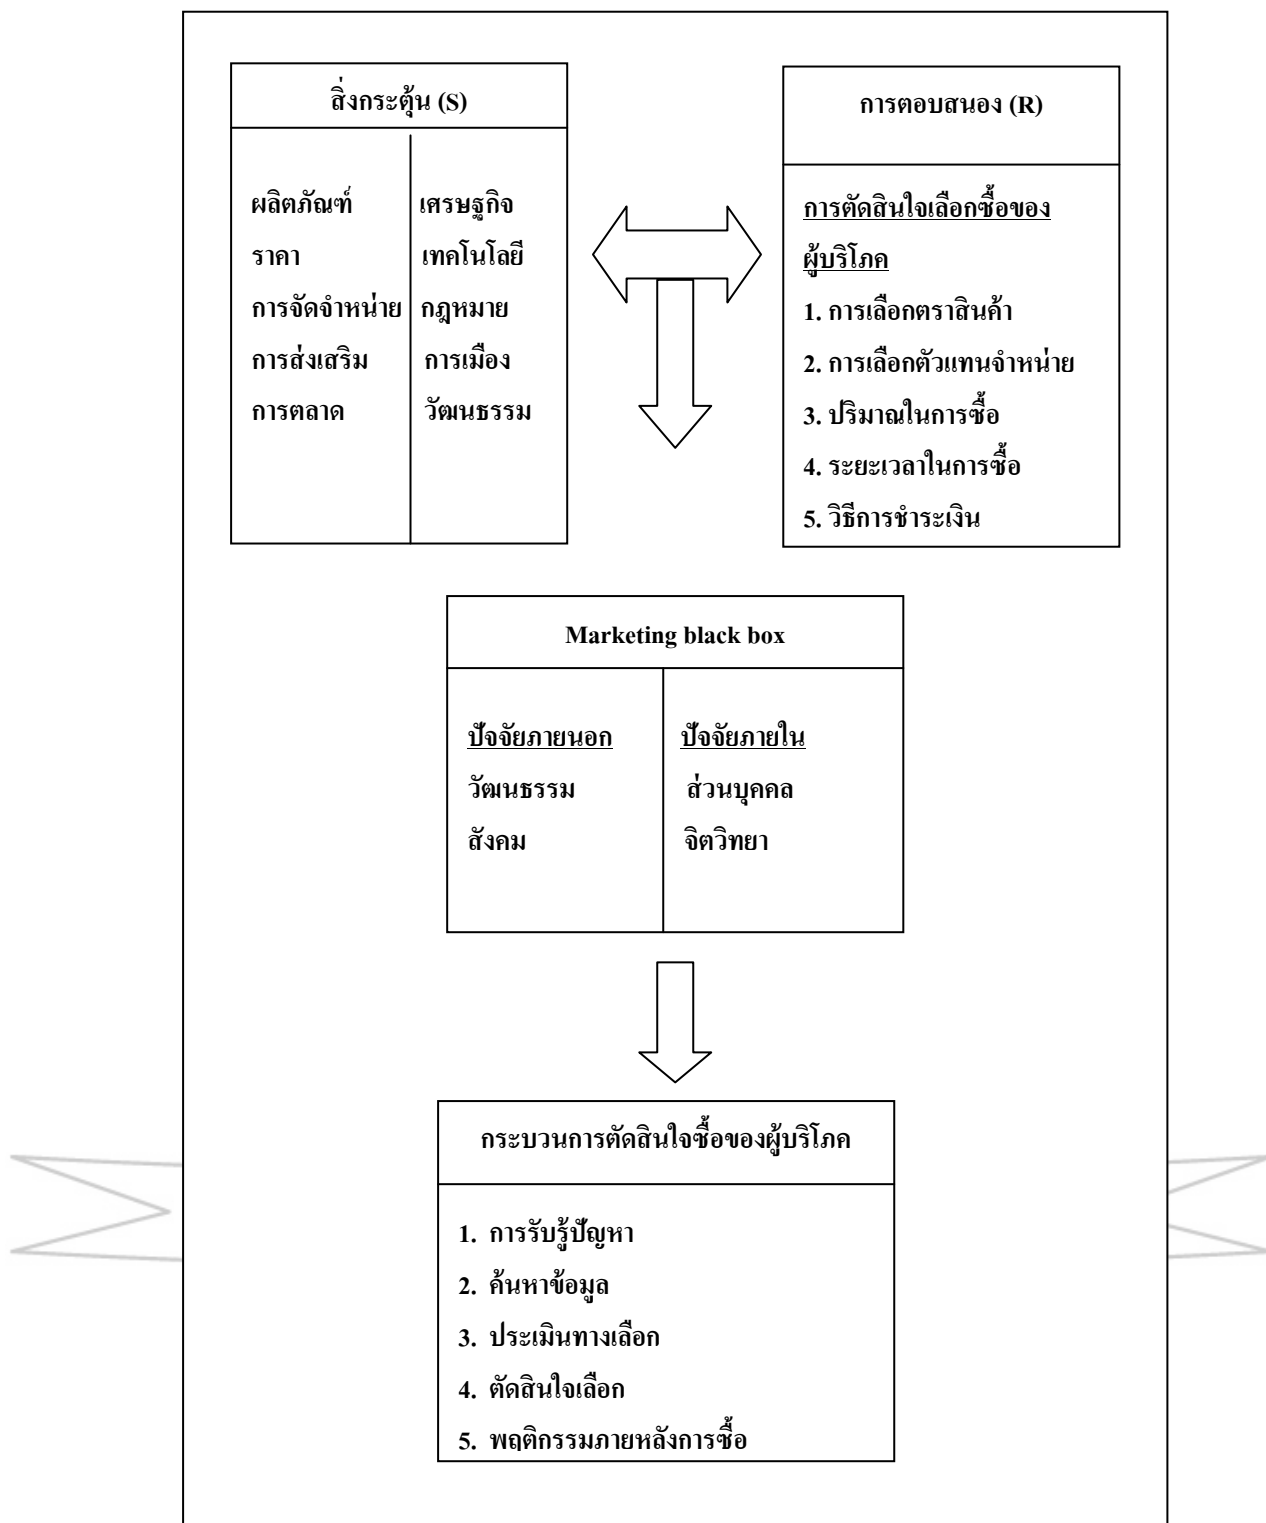 สิ่งกระตุ้น (S)
ผลิตภัณฑ์
ราคา
การจัดจำหน่าย
การส่งเสริม
การตลาด
เศรษฐกิจ
เทคโนโลยี
กฎหมาย
การเมือง
วัฒนธรรม
การตอบสนอง (R)
การตัดสินใจเลือกซื้อของ
ผู้บริโภค
1. การเลือกตราสินค้า
2. การเลือกตัวแทนจำหน่าย
3. ปริมาณในการซื้อ
4. ระยะเวลาในการซื้อ
5. วิธีการชำระเงิน
Marketing black box
ปัจจัยภายนอก
วัฒนธรรม
สังคม
ปัจจัยภายใน
ส่วนบุคคล
จิตวิทยา
กระบวนการตัดสินใจซื้อของผู้บริโภค
1. การรับรู้ปัญหา
2. ค้นหาข้อมูล
3. ประเมินทางเลือก
4. ตัดสินใจเลือก
5. พฤติกรรมภายหลังการซื้อ